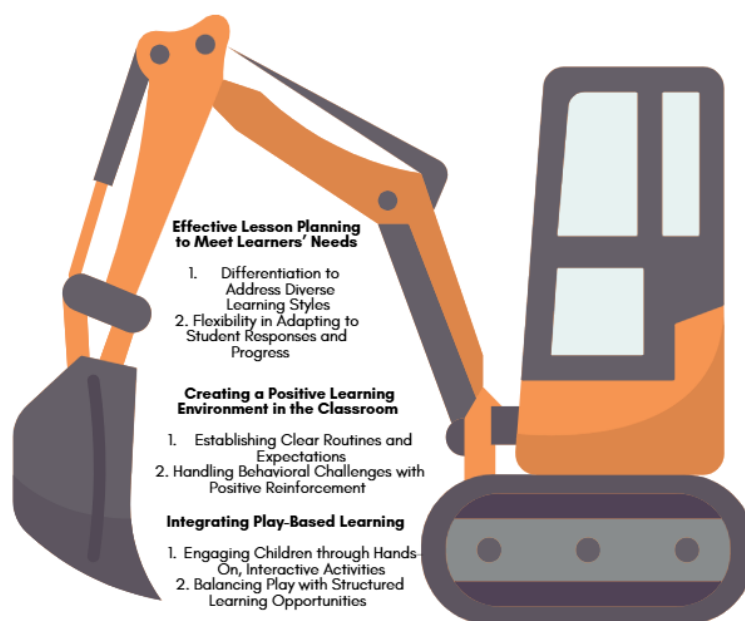 Effective Lesson Planning
to Meet Learners’ Needs
1. Differentiation to
Address Diverse
Learning Styles
2. Flexibility in Adapting to
Student Responses and
Progress
Creating a Positive Learning
Environment in the Classroom
1. Establishing Clear Routines and
Expectations
2. Handling Behavioral Challenges with
Positive Reinforcement
Integrating Play-Based Learning
1. Engaging Children through Hands-
On, Interactive Activities
2. Balancing Play with Structured
Learning Opportunities